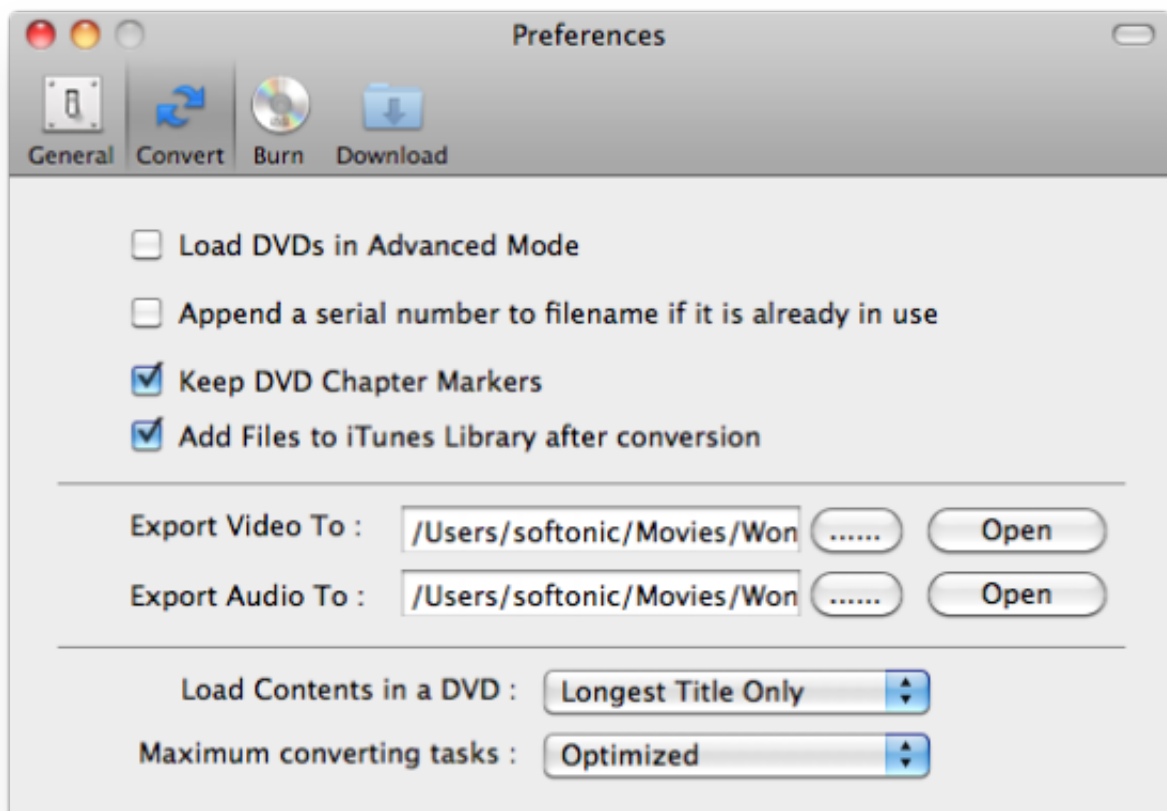 Preferences
General Convert Burn Download
Load DVDs in Advanced Mode
Append a serial number to filename if it is already in use
Keep DVD Chapter Markers
Add Files to iTunes Library after conversion
Export Video To : /Users/softonic/Movies/Won ...... Open
Export Audio To : /Users/softonic/Movies/Won ...... Open
Load Contents in a DVD : Longest Title Only
Maximum converting tasks : Optimized